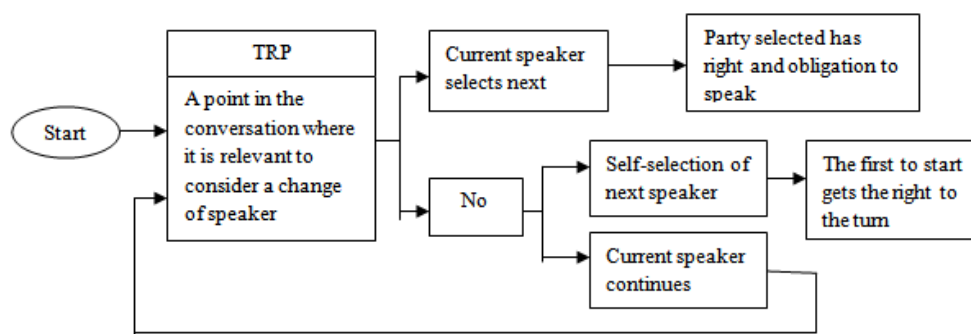 Start
TRP
A point in the
conversation where
it is relevant to
consider a change
of speaker
Current speaker
selects next
Party selected has
right and obligation to
speak
No
Self-selection of
next speaker
The first to start
gets the right to
the turn
Current speaker
continues